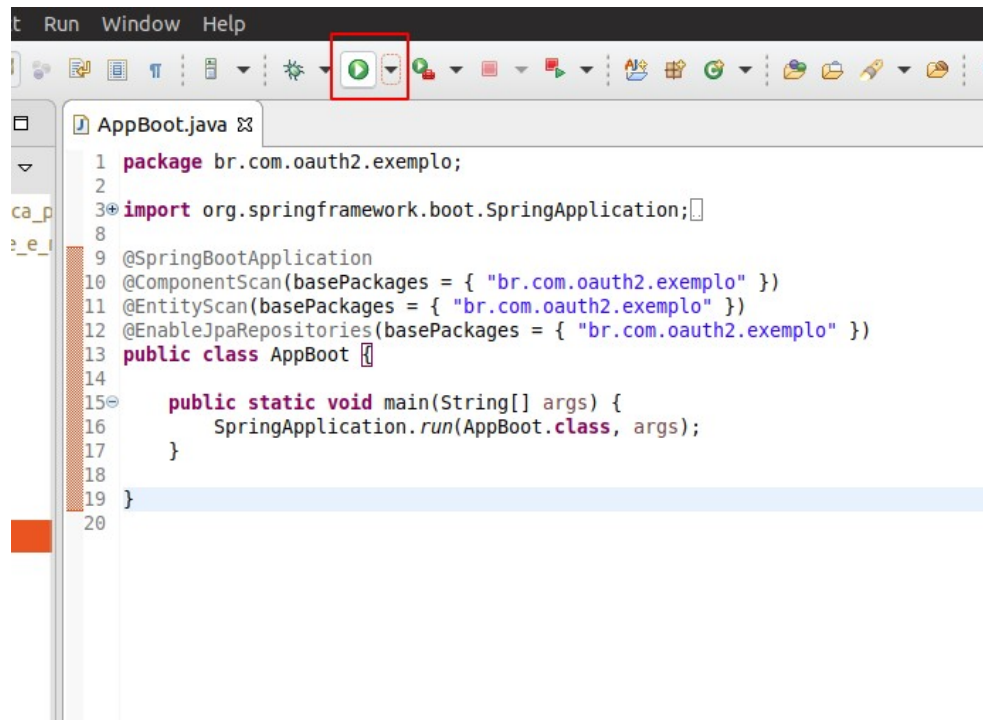 t Run Window Help
AppBoot.java
ca_p
e_e_
1 package br.com.oauth2.exemplo;
2
3 import org.springframework.boot.SpringApplication;
8
9 @SpringBootApplication
10 @ComponentScan(basePackages = { "br.com.oauth2.exemplo" })
11 @EntityScan(basePackages = { "br.com.oauth2.exemplo" })
12 @EnableJpaRepositories(basePackages = { "br.com.oauth2.exemplo" })
13 public class AppBoot {
14
15 public static void main(String[] args) {
16 SpringApplication.run(AppBoot.class, args);
17 }
18
19 }
20